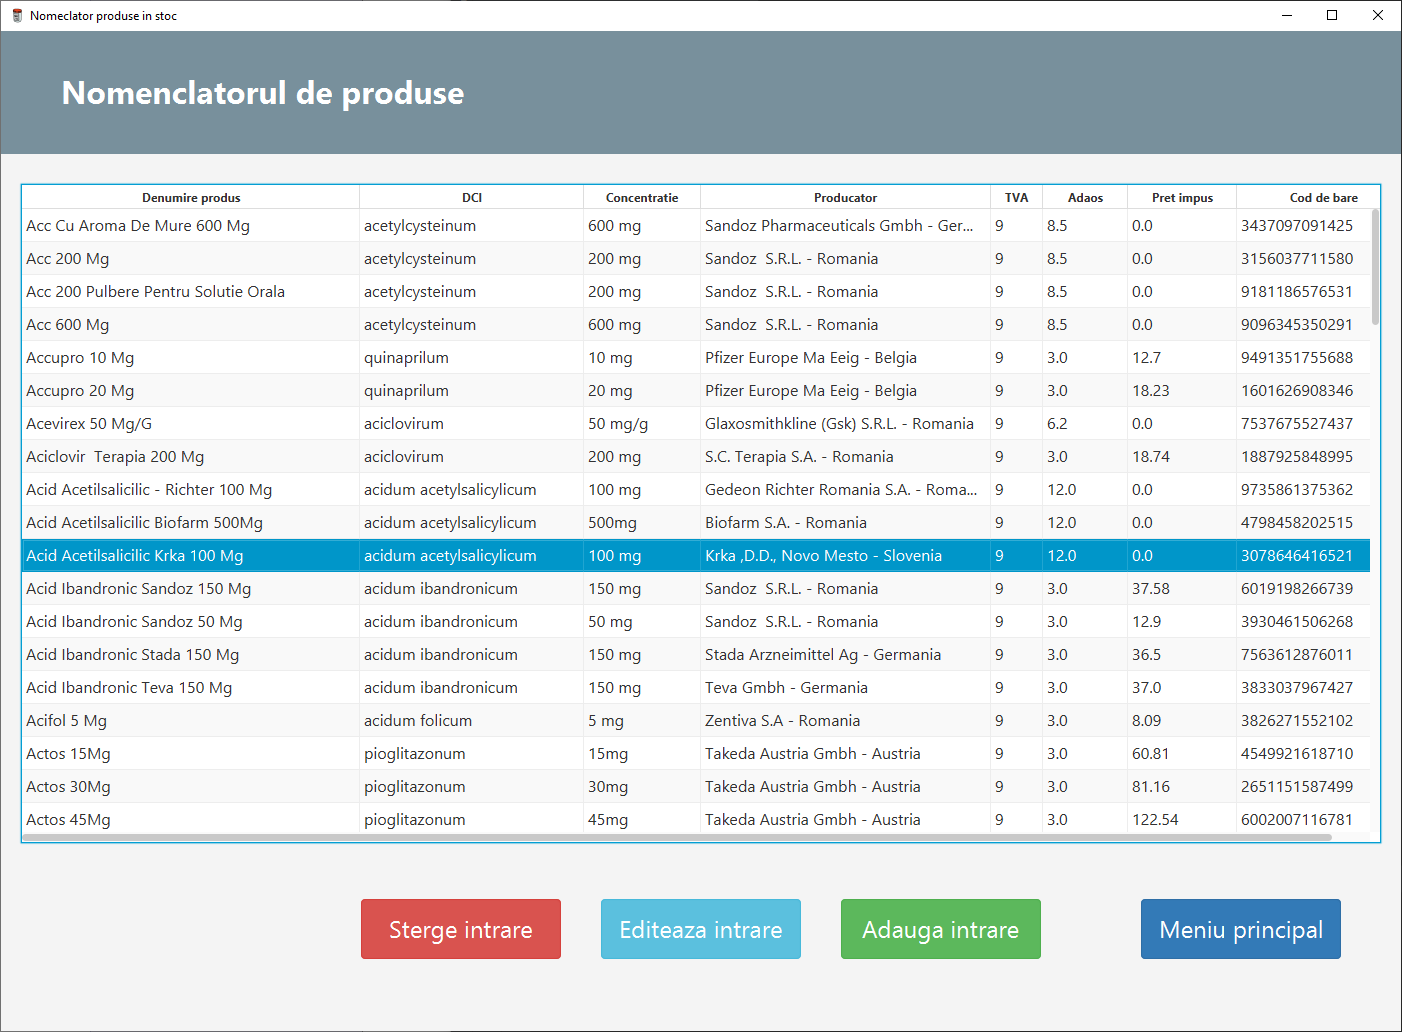 Nomeclator produse in stoc
Nomenclatorul de produse
Denumire produs DCI Concentratie Producator TVA Adaos Pret impus Cod de bare
Acc Cu Aroma De Mure 600 Mg acetylcysteinum 600 mg Sandoz Pharmaceuticals Gmbh - Ger... 9 8.5 0.0 3437097091425
Acc 200 Mg acetylcysteinum 200 mg Sandoz  S.R.L. - Romania 9 8.5 0.0 3156037711580
Acc 200 Pulbere Pentru Solutie Orala acetylcysteinum 200 mg Sandoz  S.R.L. - Romania 9 8.5 0.0 9181186576531
Acc 600 Mg acetylcysteinum 600 mg Sandoz  S.R.L. - Romania 9 8.5 0.0 9096345350291
Accupro 10 Mg quinaprilum 10 mg Pfizer Europe Ma Eeig - Belgia 9 3.0 12.7 9491351755688
Accupro 20 Mg quinaprilum 20 mg Pfizer Europe Ma Eeig - Belgia 9 3.0 18.23 1601626908346
Acevirex 50 Mg/G aciclovirum 50 mg/g Glaxosmithkline (Gsk) S.R.L. - Romania 9 6.2 0.0 7537675527437
Aciclovir  Terapia 200 Mg aciclovirum 200 mg S.C. Terapia S.A. - Romania 9 3.0 18.74 1887925848995
Acid Acetilsalicilic - Richter 100 Mg acidum acetylsalicylicum 100 mg Gedeon Richter Romania S.A. - Roma... 9 12.0 0.0 9735861375362
Acid Acetilsalicilic Biofarm 500Mg acidum acetylsalicylicum 500mg Biofarm S.A. - Romania 9 12.0 0.0 4798458202515
Acid Acetilsalicilic Krka 100 Mg acidum acetylsalicylicum 100 mg Krka ,D.D., Novo Mesto - Slovenia 9 12.0 0.0 3078646416521
Acid Ibandronic Sandoz 150 Mg acidum ibandronicum 150 mg Sandoz  S.R.L. - Romania 9 3.0 37.58 6019198266739
Acid Ibandronic Sandoz 50 Mg acidum ibandronicum 50 mg Sandoz  S.R.L. - Romania 9 3.0 12.9 3930461506268
Acid Ibandronic Stada 150 Mg acidum ibandronicum 150 mg Stada Arzneimittel Ag - Germania 9 3.0 36.5 7563612876011
Acid Ibandronic Teva 150 Mg acidum ibandronicum 150 mg Teva Gmbh - Germania 9 3.0 37.0 3833037967427
Acifol 5 Mg acidum folicum 5 mg Zentiva S.A - Romania 9 3.0 8.09 3826271552102
Actos 15Mg pioglitazonum 15mg Takeda Austria Gmbh - Austria 9 3.0 60.81 4549921618710
Actos 30Mg pioglitazonum 30mg Takeda Austria Gmbh - Austria 9 3.0 81.16 2651151587499
Actos 45Mg pioglitazonum 45mg Takeda Austria Gmbh - Austria 9 3.0 122.54 6002007116781
Sterge intrare Editeaza intrare Adauga intrare Meniu principal